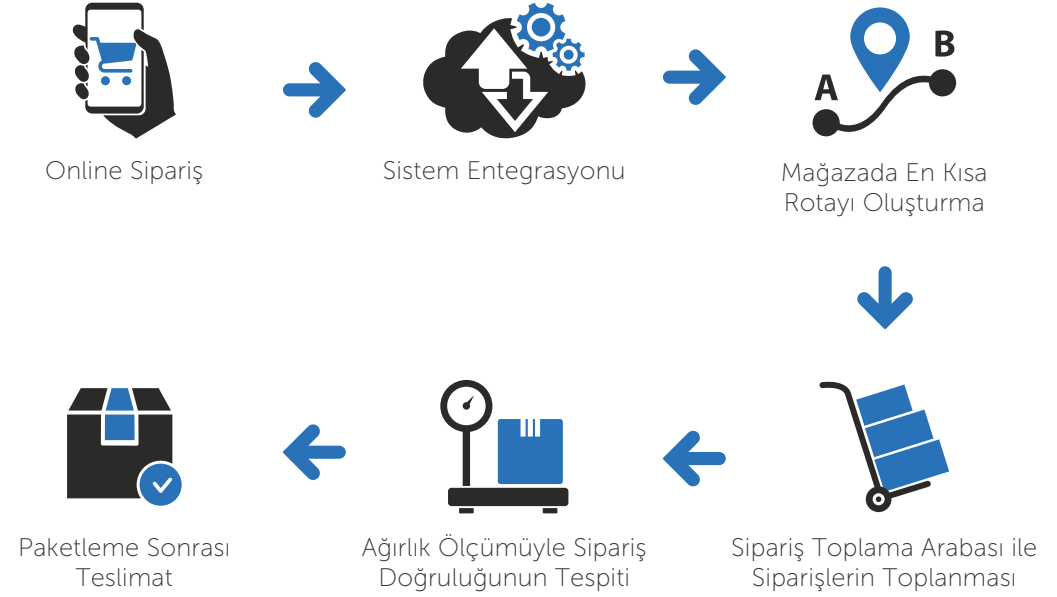 Online Sipariş
Sistem Entegrasyonu
A
B
Mağazada En Kısa
Rotayı Oluşturma
Sipariş Toplama Arabası ile
Siparişlerin Toplanması
Ağırlık Ölçümüyle Sipariş
Doğruluğunun Tespiti
Paketleme Sonrası
Teslimat